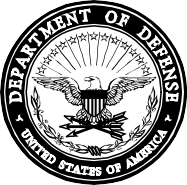 DEPARTMENT OF DEFENSE
UNITED STATES OF AMERICA